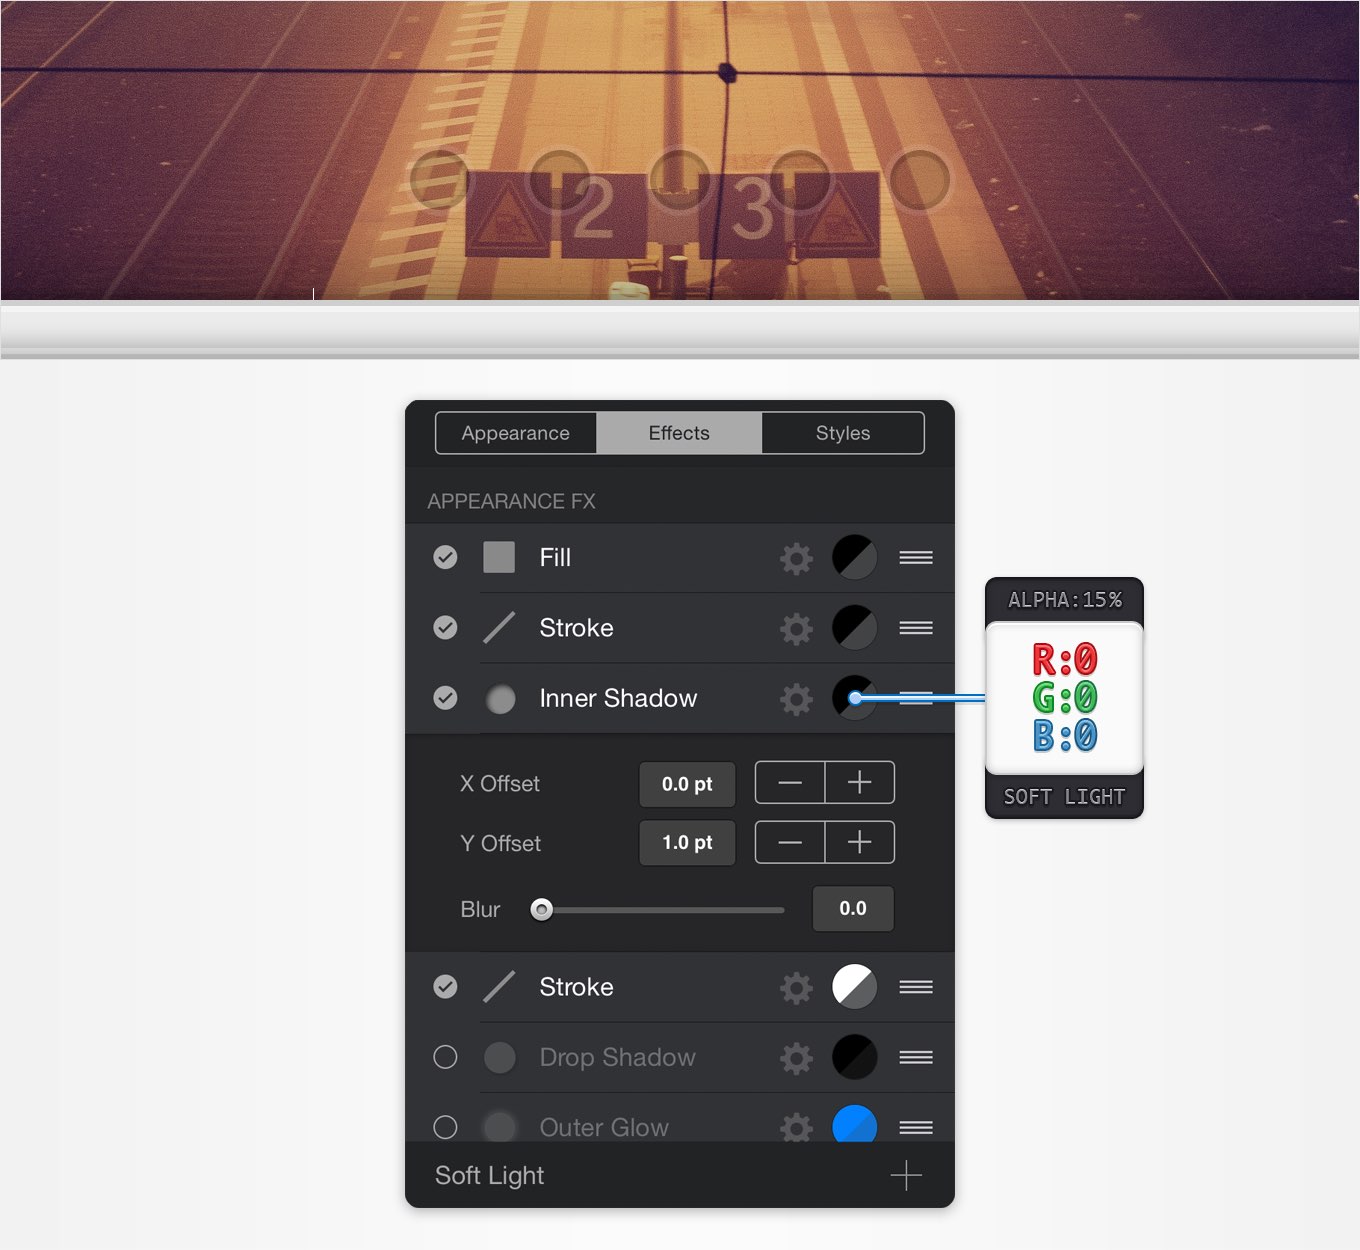 2 3
Appearance Effects Styles
APPEARANCE FX
Fill
Stroke
Inner Shadow
ALPHA:15%
R:0
G:0
B:0
SOFT LIGHT
X Offset 0.0 pt
Y Offset 1.0 pt
Blur 0.0
Stroke
Drop Shadow
Outer Glow
Soft Light